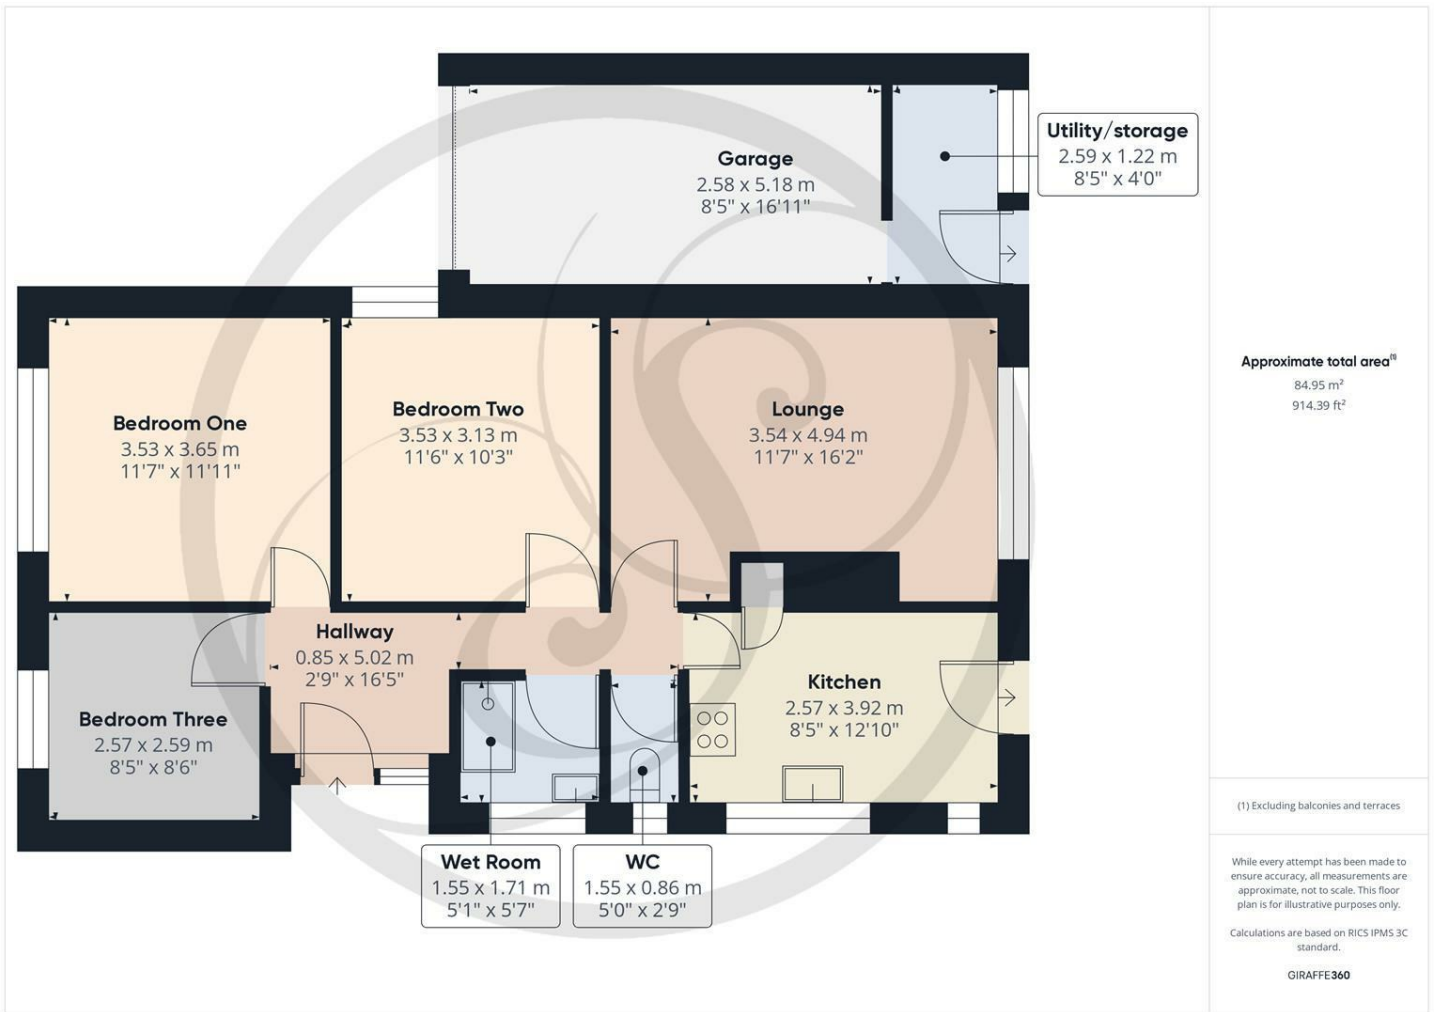 Garage
2.58 x 5.18 m
8'5" x 16'11"
Utility/storage
2.59 x 1.22 m
8'5" x 4'0"
Bedroom One
3.53 x 3.65 m
11'7" x 11'11"
Bedroom Two
3.53 x 3.13 m
11'6" x 10'3"
Lounge
3.54 x 4.94 m
11'7" x 16'2"
Hallway
0.85 x 5.02 m
2'9" x 16'5"
Bedroom Three
2.57 x 2.59 m
8'5" x 8'6"
Kitchen
2.57 x 3.92 m
8'5" x 12'10"
Wet Room
1.55 x 1.71 m
5'1" x 5'7"
WC
1.55 x 0.86 m
5'0" x 2'9"
Approximate total area⁽¹⁾
84.95 m²
914.39 ft²
(1) Excluding balconies and terraces
While every attempt has been made to
ensure accuracy, all measurements are
approximate, not to scale. This floor
plan is for illustrative purposes only.
Calculations are based on RICS IPMS 3C
standard.
GIRAFFE360